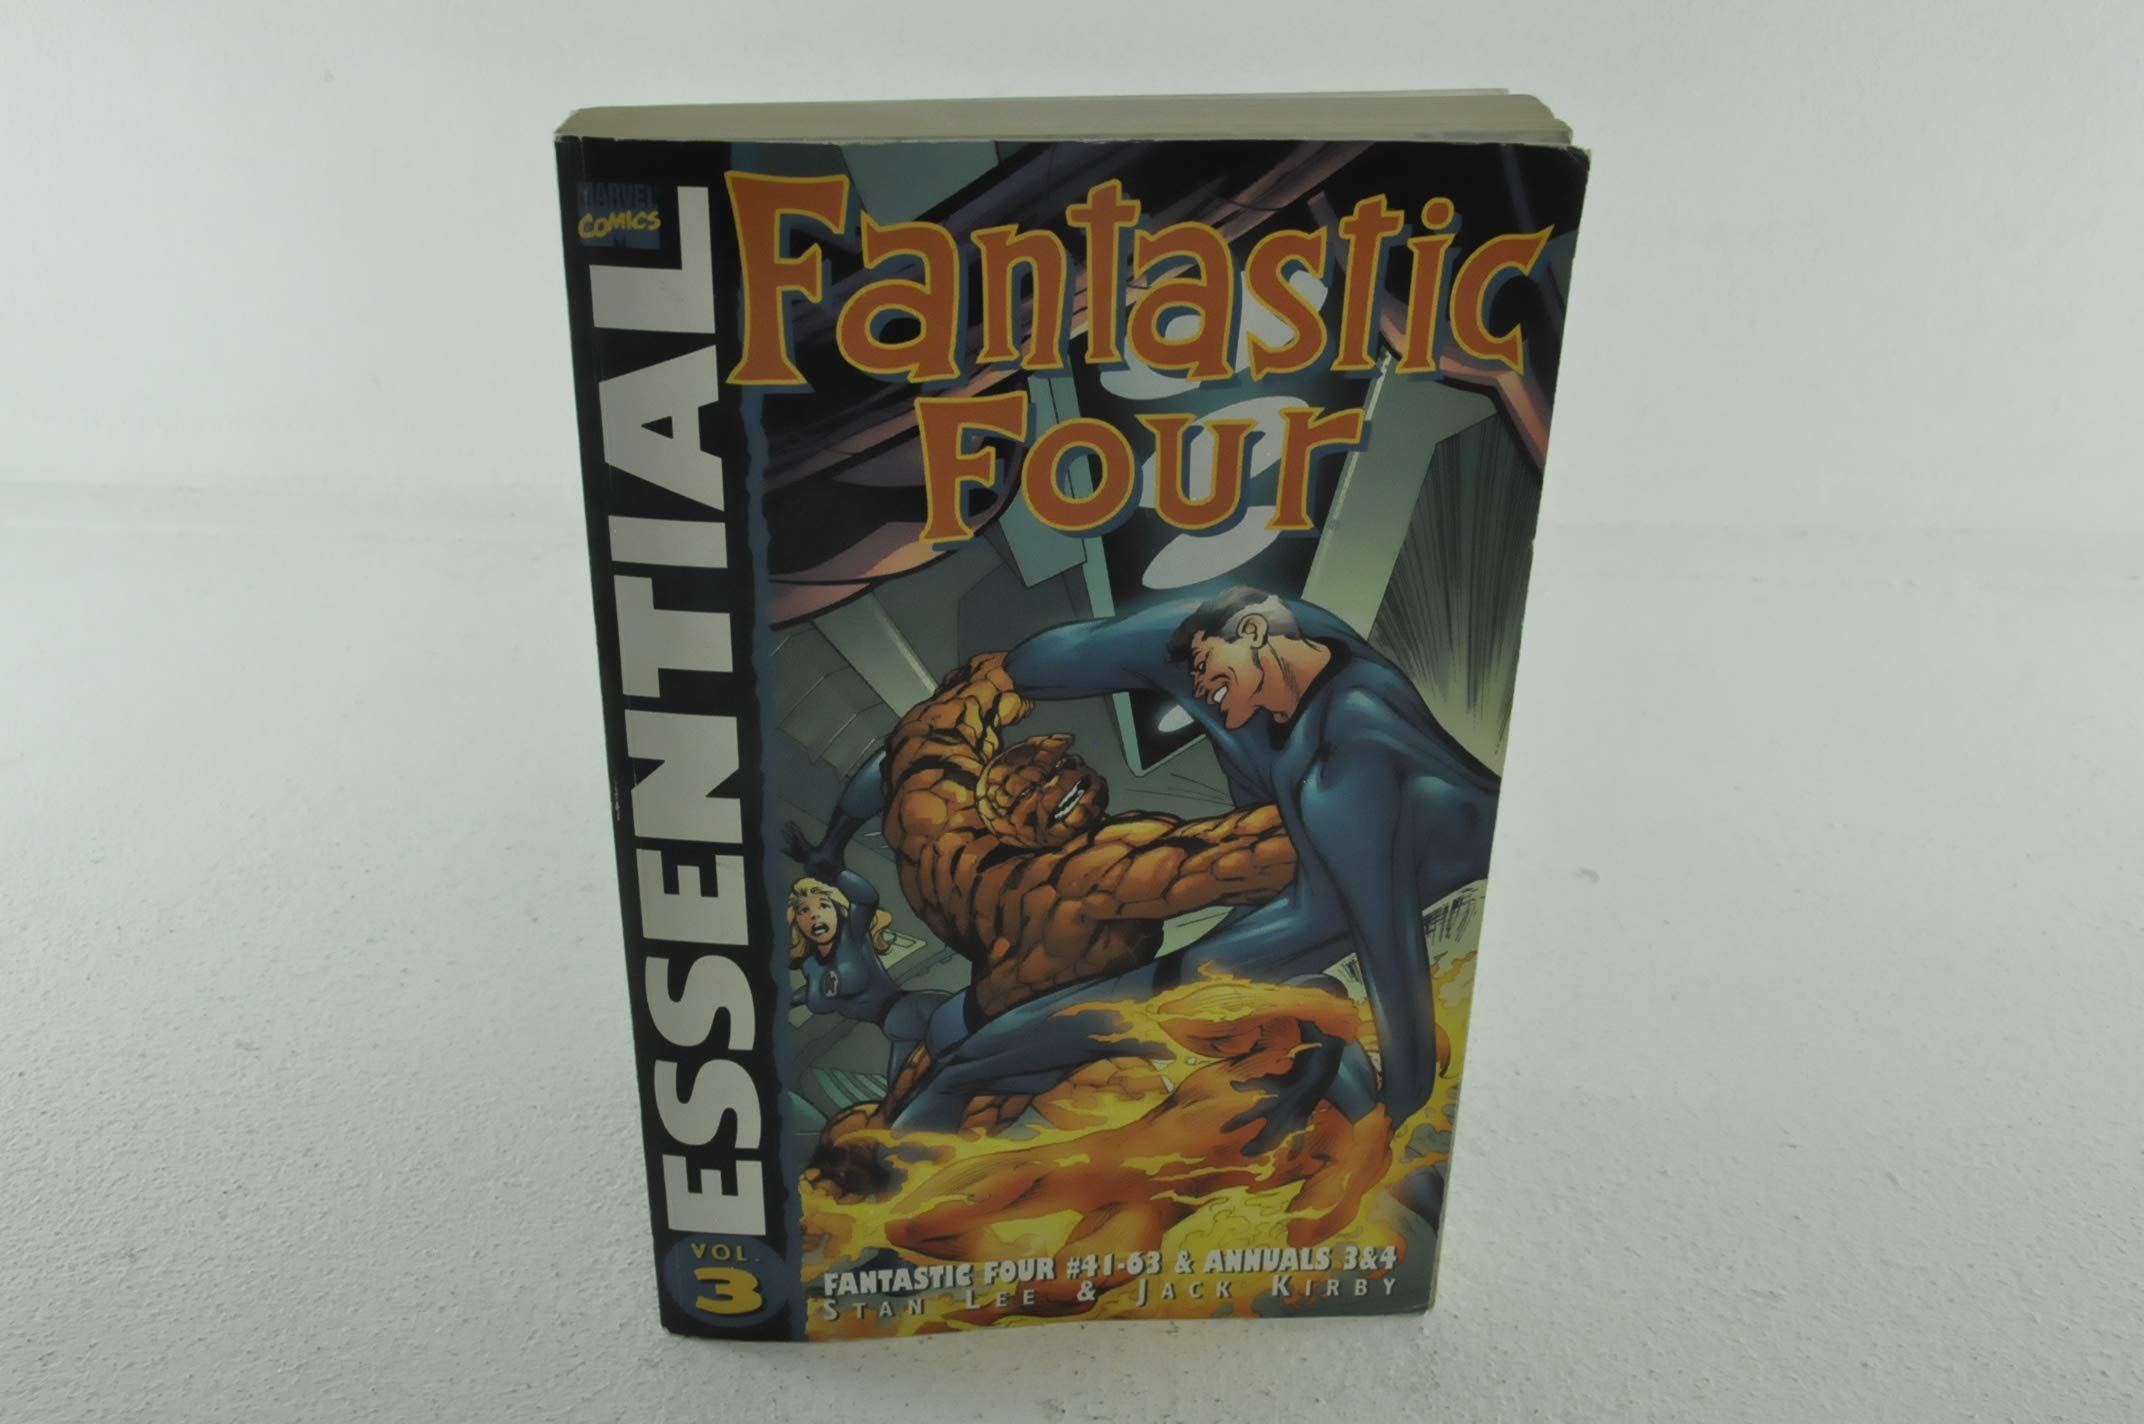 MARVEL
COMICS
ESSENTIAL
Fantastic
Four
VOL.
3
FANTASTIC FOUR #41-63 & ANNUALS 3&4
STAN LEE & JACK KIRBY